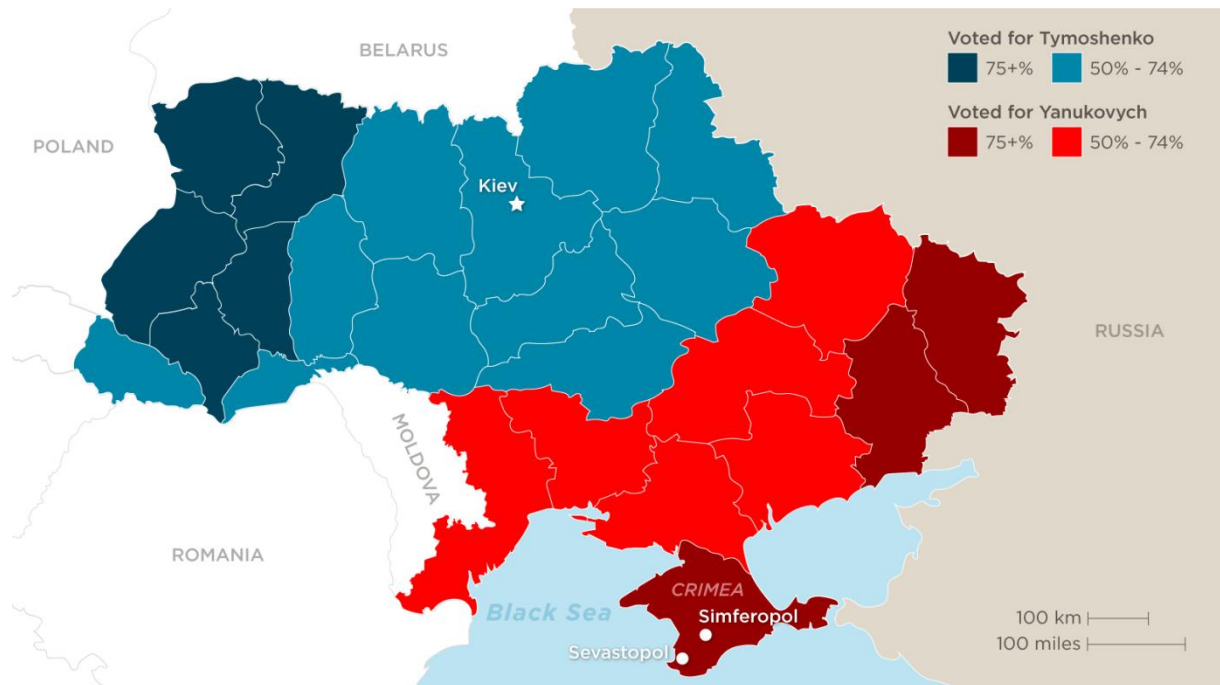 BELARUS
Voted for Tymoshenko
75+% 50% - 74%
Voted for Yanukovych
75+% 50% - 74%
POLAND
Kiev
RUSSIA
MOLDOVA
ROMANIA
CRIMEA
Black Sea
Simferopol
Sevastopol
100 km
100 miles